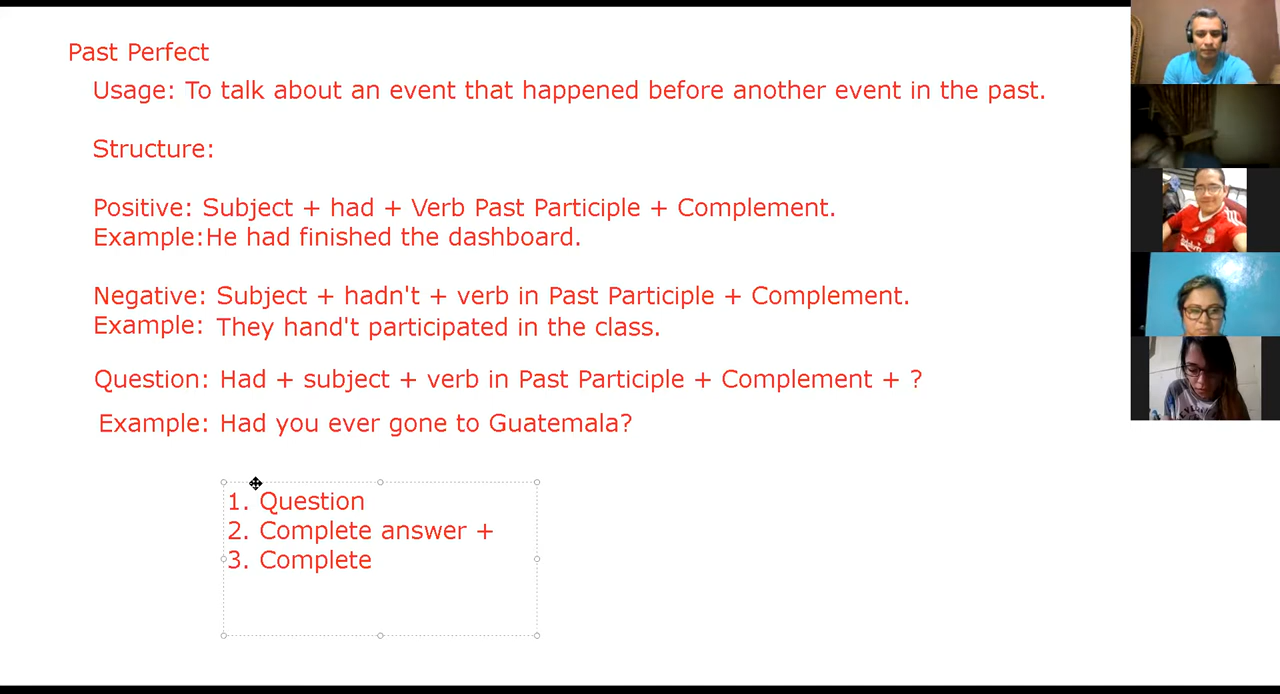 Past Perfect
Usage: To talk about an event that happened before another event in the past.
Structure:
Positive: Subject + had + Verb Past Participle + Complement.
Example:He had finished the dashboard.
Negative: Subject + hadn't + verb in Past Participle + Complement.
Example: They hand't participated in the class.
Question: Had + subject + verb in Past Participle + Complement + ?
Example: Had you ever gone to Guatemala?
1. Question
2. Complete answer +
3. Complete